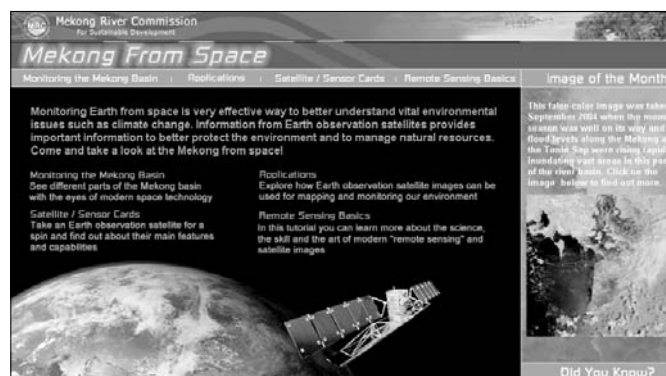 MRC
Mekong River Commission
For Sustainable Development
Mekong From Space
Monitoring the Mekong Basin
Applications
Satellite / Sensor Cards
Remote Sensing Basics
Image of the Month
Monitoring Earth from space is very effective way to better understand vital environmental
issues such as climate change. Information from Earth observation satellites provides
important information to better protect the environment and to manage natural resources.
Come and take a look at the Mekong from space!
Monitoring the Mekong Basin
See different parts of the Mekong basin
with the eyes of modern space technology
Applications
Explore how Earth observation satellite images can be
used for mapping and monitoring our environment
Satellite / Sensor Cards
Take an Earth observation satellite for a
spin and find out about their main features
and capabilities
Remote Sensing Basics
In this tutorial you can learn more about the science,
the skill and the art of modern "remote sensing" and
satellite images
This false color image was take
September 2004 when the mon
season was well on its way and
flood levels along the Mekong a
the Tonle Sap were rising rapid
inundating vast areas in this par
of the river basin. Click on the
image below to find out more.
Did You Know?